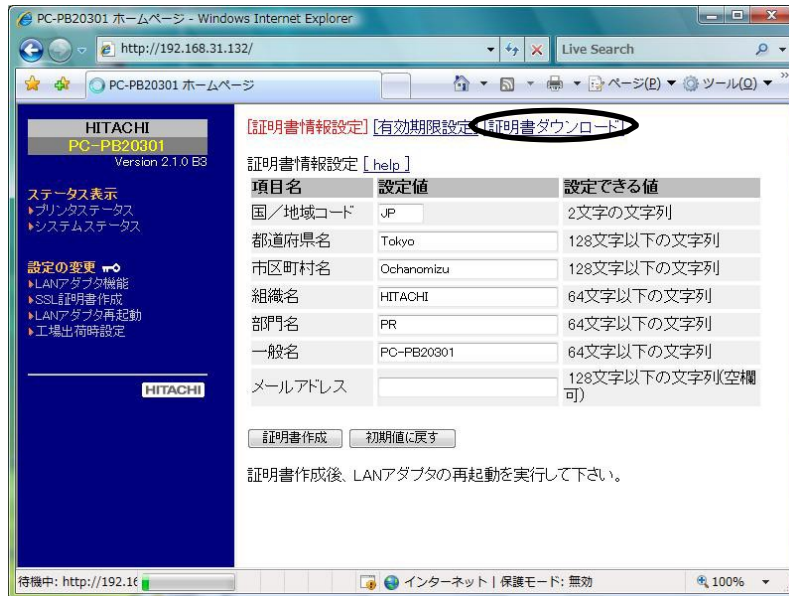 PC-PB20301 ホームページ - Windows Internet Explorer
http://192.168.31.132/
Live Search
PC-PB20301 ホームページ
ページ(P)
ツール(O)
HITACHI
PC-PB20301
Version 2.1.0 B3
ステータス表示
プリンタステータス
システムステータス
設定の変更
LANアダプタ機能
SSL証明書作成
LANアダプタ再起動
工場出荷時設定
HITACHI
[証明書情報設定] [有効期限設定] [証明書ダウンロード]
証明書情報設定 [ help ]
項目名 設定値 設定できる値
国/地域コード JP 2文字の文字列
都道府県名 Tokyo 128文字以下の文字列
市区町村名 Ochanomizu 128文字以下の文字列
組織名 HITACHI 64文字以下の文字列
部門名 PR 64文字以下の文字列
一般名 PC-PB20301 64文字以下の文字列
メールアドレス 128文字以下の文字列(空欄
可)
証明書作成 初期値に戻す
証明書作成後、LANアダプタの再起動を実行して下さい。
待機中: http://192.16
インターネット | 保護モード: 無効
100%